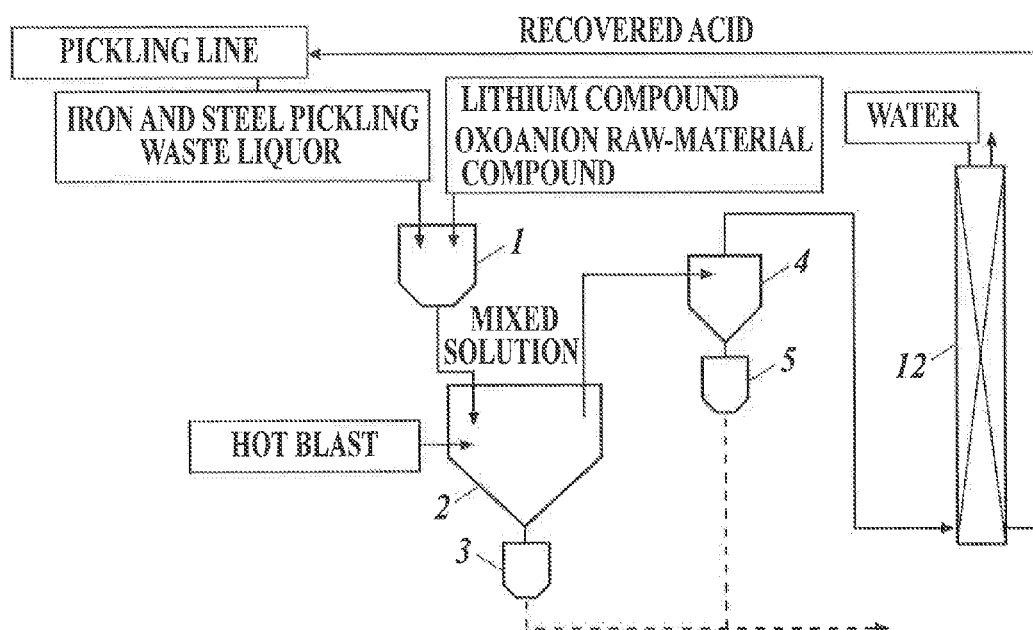 RECOVERED ACID
PICKLING LINE
IRON AND STEEL PICKLING
WASTE LIQUOR
LITHIUM COMPOUND
OXOANION RAW-MATERIAL
COMPOUND
WATER
1
4
MIXED
SOLUTION
5
12
HOT BLAST
2
3